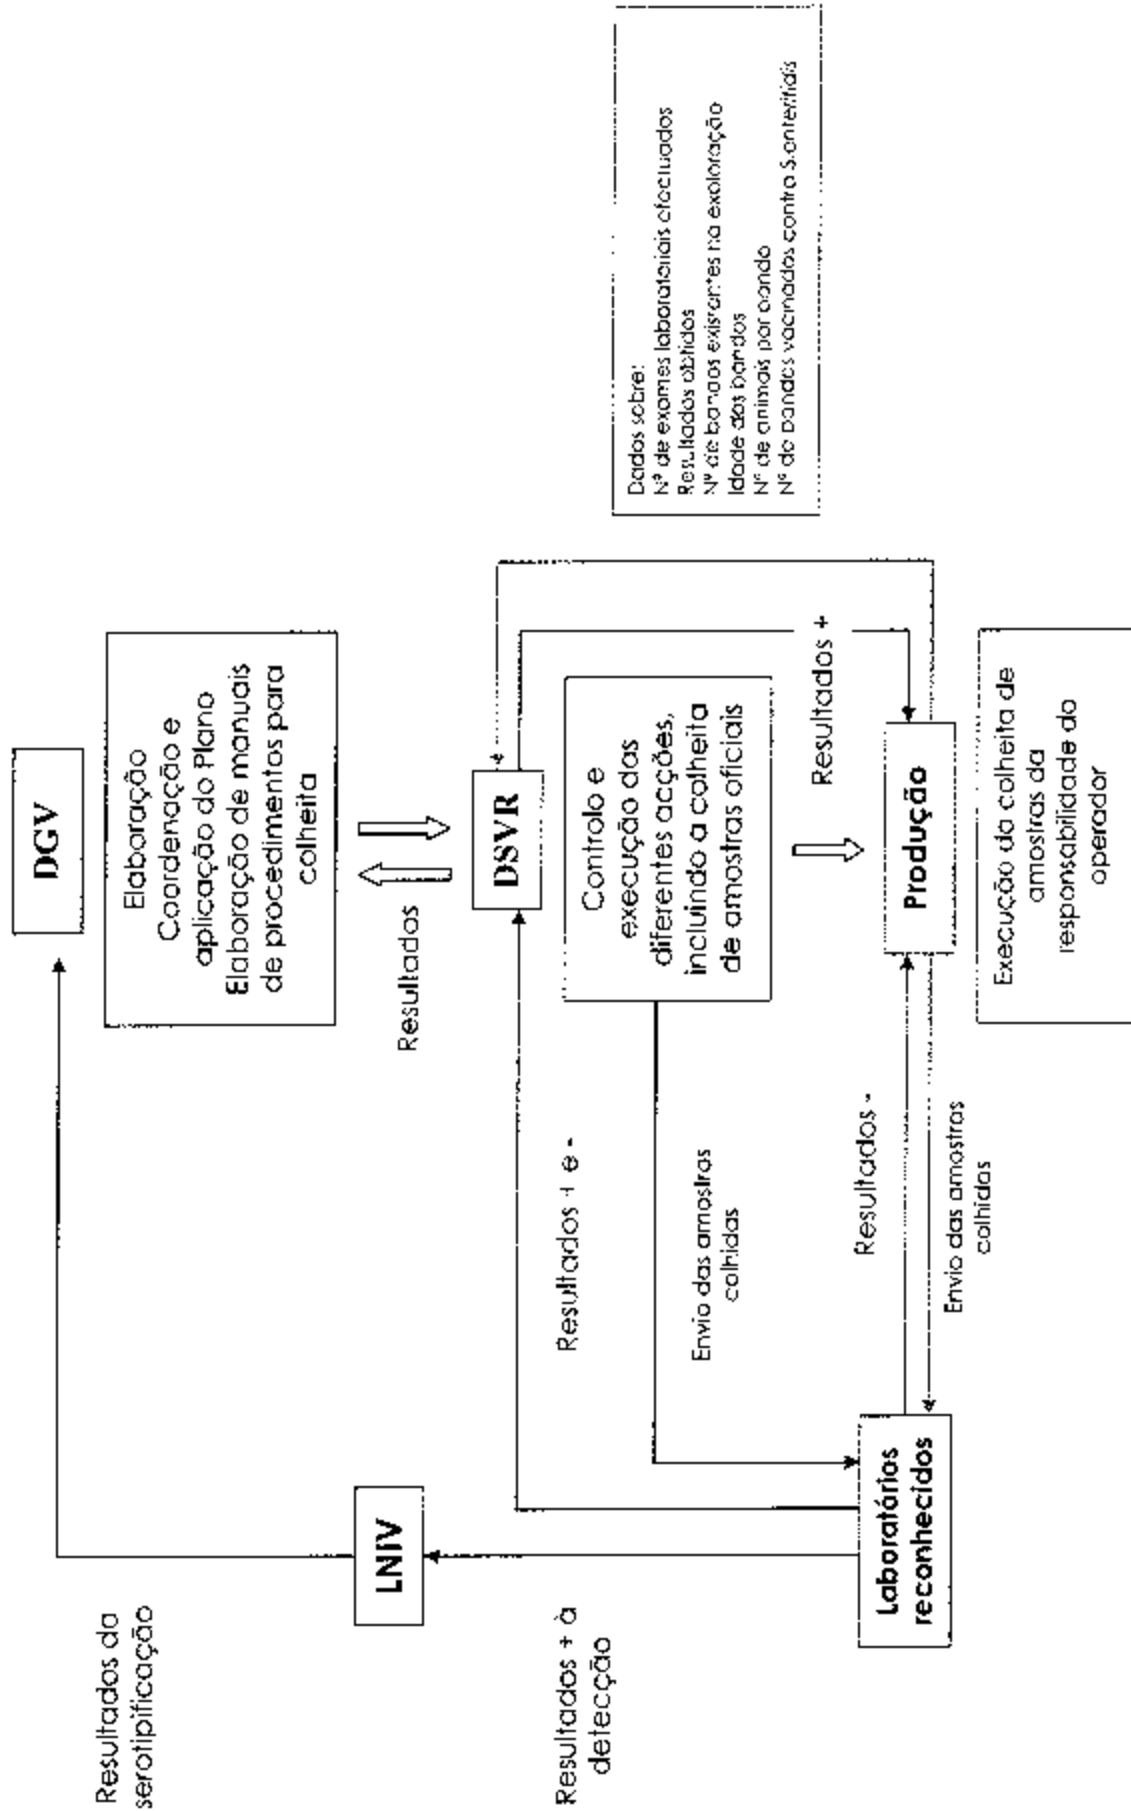 Resultados da
serotipificação
DGV
Elaboração
Coordenação e
aplicação do Plano
Elaboração de manuais
de procedimentos para
colheita
LNIV
Resultados
Resultados + à
detecção
Resultados + e -
DSVR
Controlo e
execução das
diferentes acções,
incluindo a colheita
de amostras oficiais
Envio das amostras
colhidas
Resultados +
Dados sobre:
Nº de exames laboratoriais efectuados
Resultados obtidos
Nº de bandos existentes na exploração
Idade dos bandos
Nº de animais por bando
Nº de bandos vacinados contra S.enteritidis
Laboratórios
reconhecidos
Resultados -
Envio das amostras
colhidas
Produção
Execução da colheita de
amostras da
responsabilidade do
operador